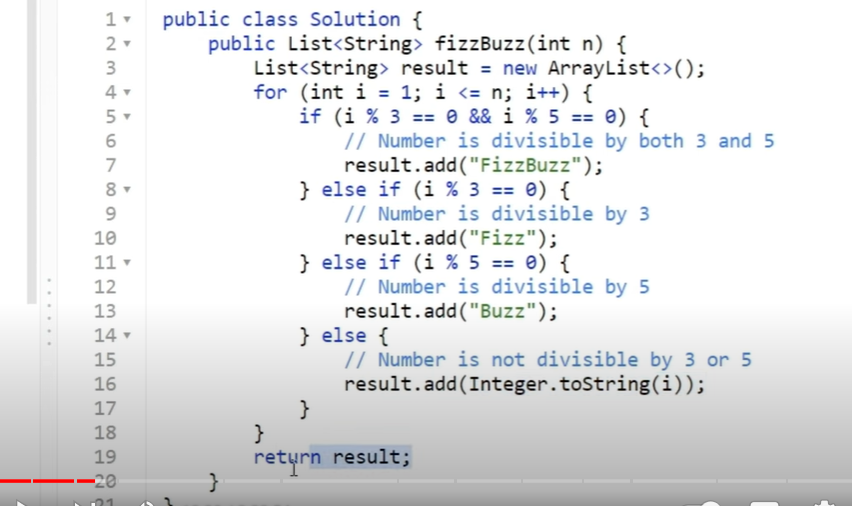 1 public class Solution {
2 public List<String> fizzBuzz(int n) {
3 List<String> result = new ArrayList<>();
4 for (int i = 1; i <= n; i++) {
5 if (i % 3 == 0 && i % 5 == 0) {
6 // Number is divisible by both 3 and 5
7 result.add("FizzBuzz");
8 } else if (i % 3 == 0) {
9 // Number is divisible by 3
10 result.add("Fizz");
11 } else if (i % 5 == 0) {
12 // Number is divisible by 5
13 result.add("Buzz");
14 } else {
15 // Number is not divisible by 3 or 5
16 result.add(Integer.toString(i));
17 }
18 }
19 return result;
20 }
21 }